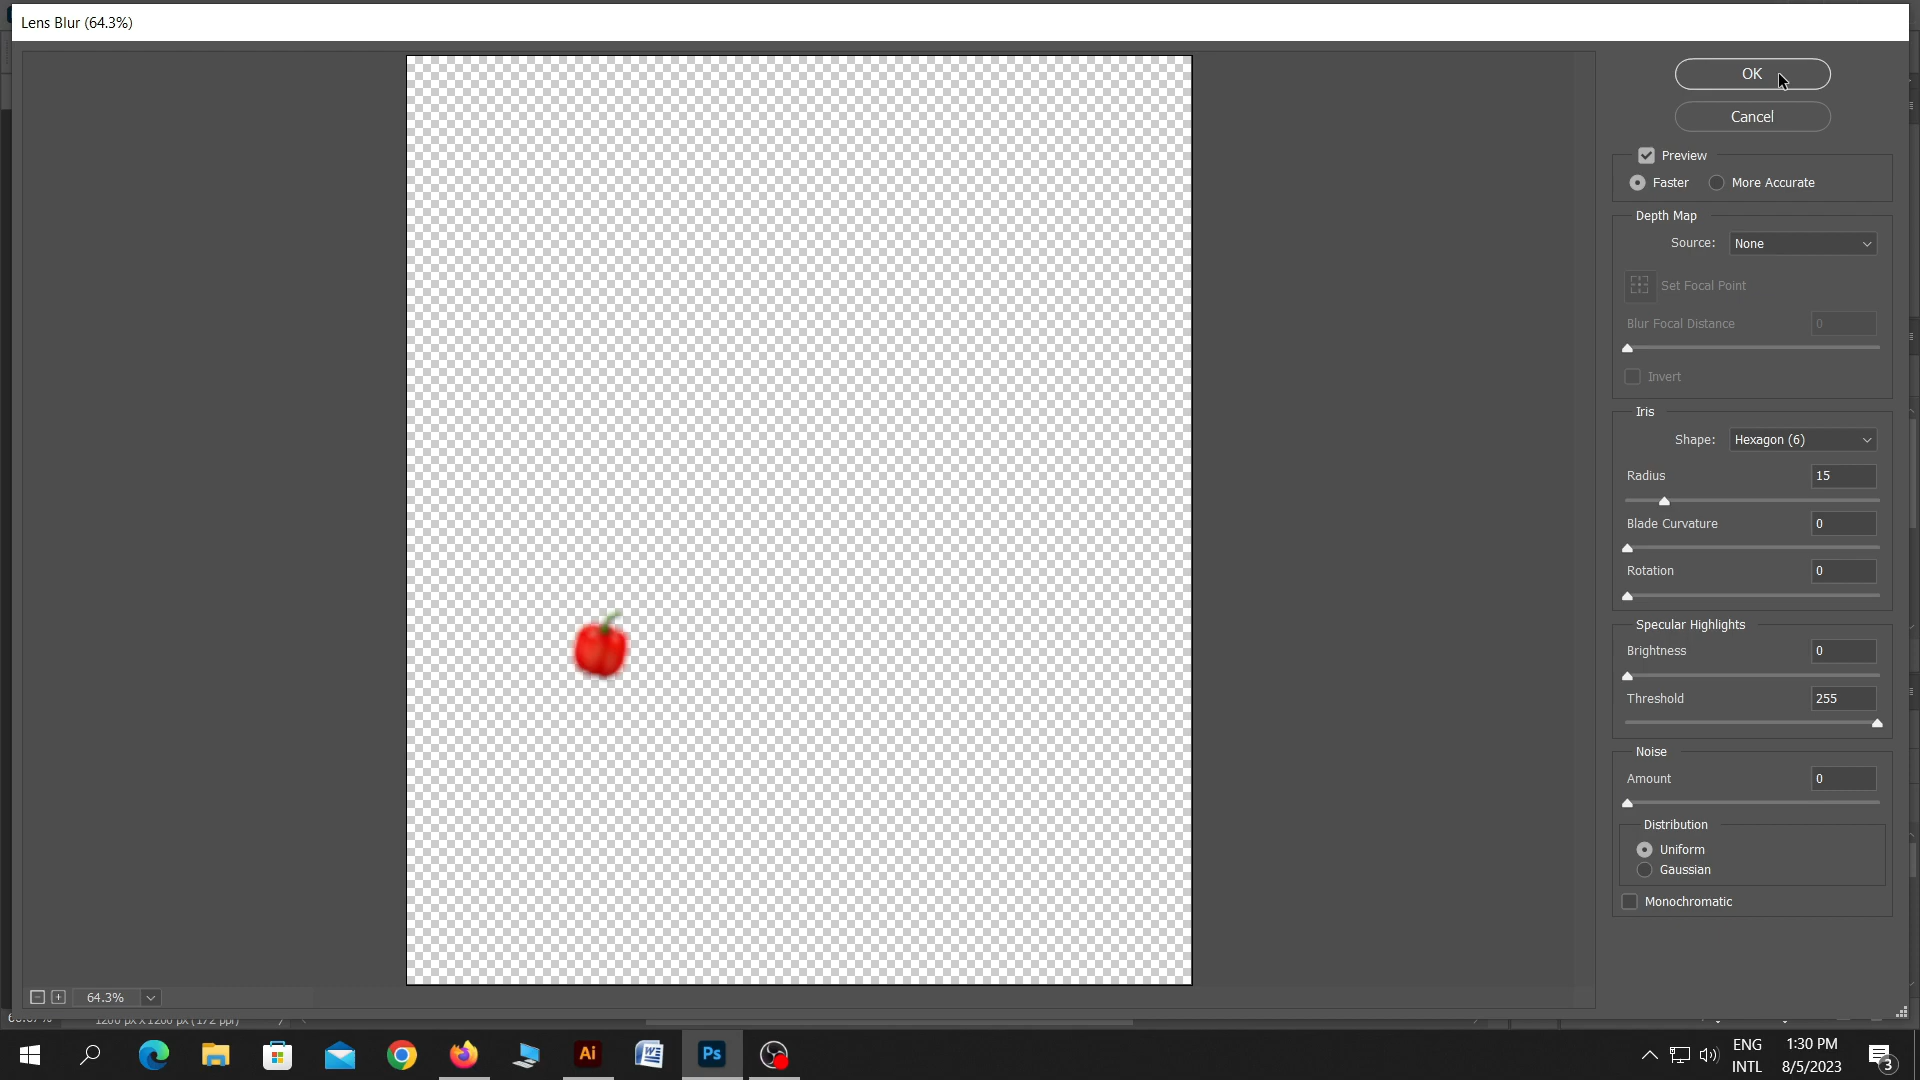 Lens Blur (64.3%)
OK
Cancel
Preview
Faster
More Accurate
Depth Map
Source:
None
Set Focal Point
Blur Focal Distance
0
Invert
Iris
Shape:
Hexagon (6)
Radius
15
Blade Curvature
0
Rotation
0
Specular Highlights
Brightness
0
Threshold
255
Noise
Amount
0
Distribution
Uniform
Gaussian
Monochromatic
64.3%
Ai
Ps
ENG
INTL
1:30 PM
8/5/2023
3